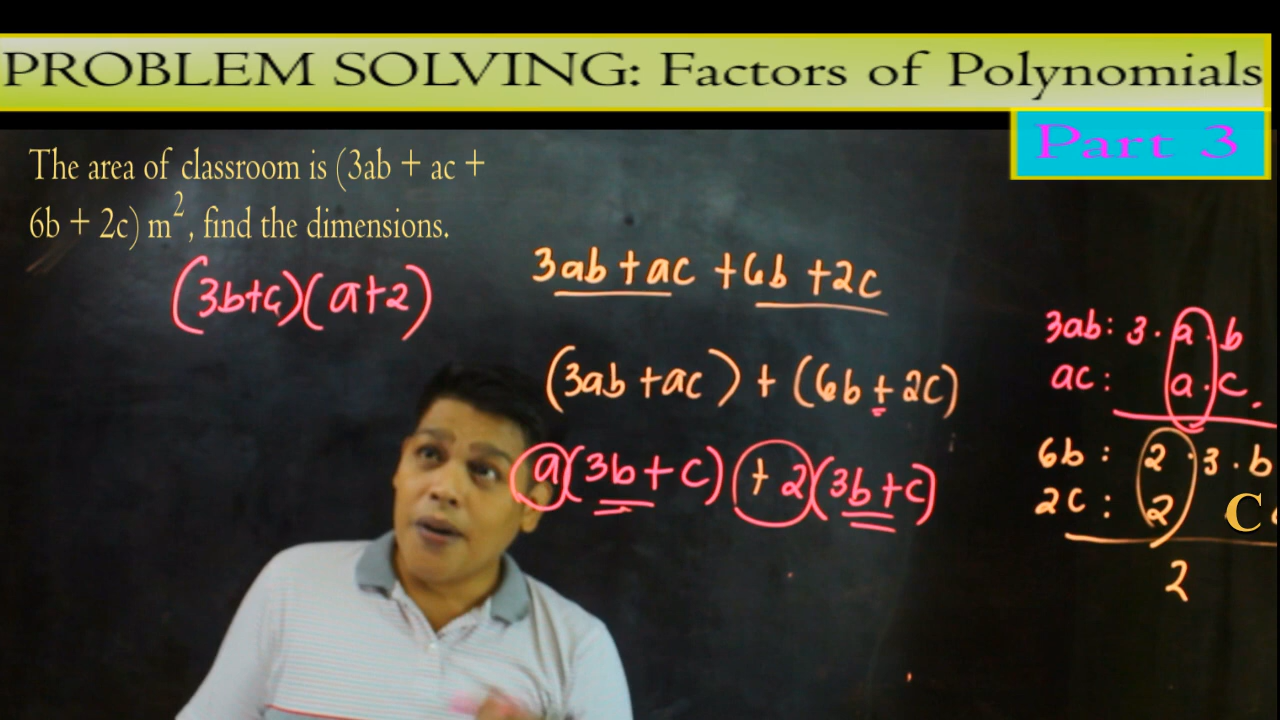 PROBLEM SOLVING: Factors of Polynomials
Part 3
The area of classroom is (3ab + ac +
6b + 2c) m², find the dimensions.
(3b+c)(a+2)
3ab + ac + 6b + 2c
(3ab + ac) + (6b + 2c)
a(3b + c) + 2(3b + c)
3ab: 3 · a · b
ac: a · c.
6b : 2 · 3 · b
2c : 2 C
2